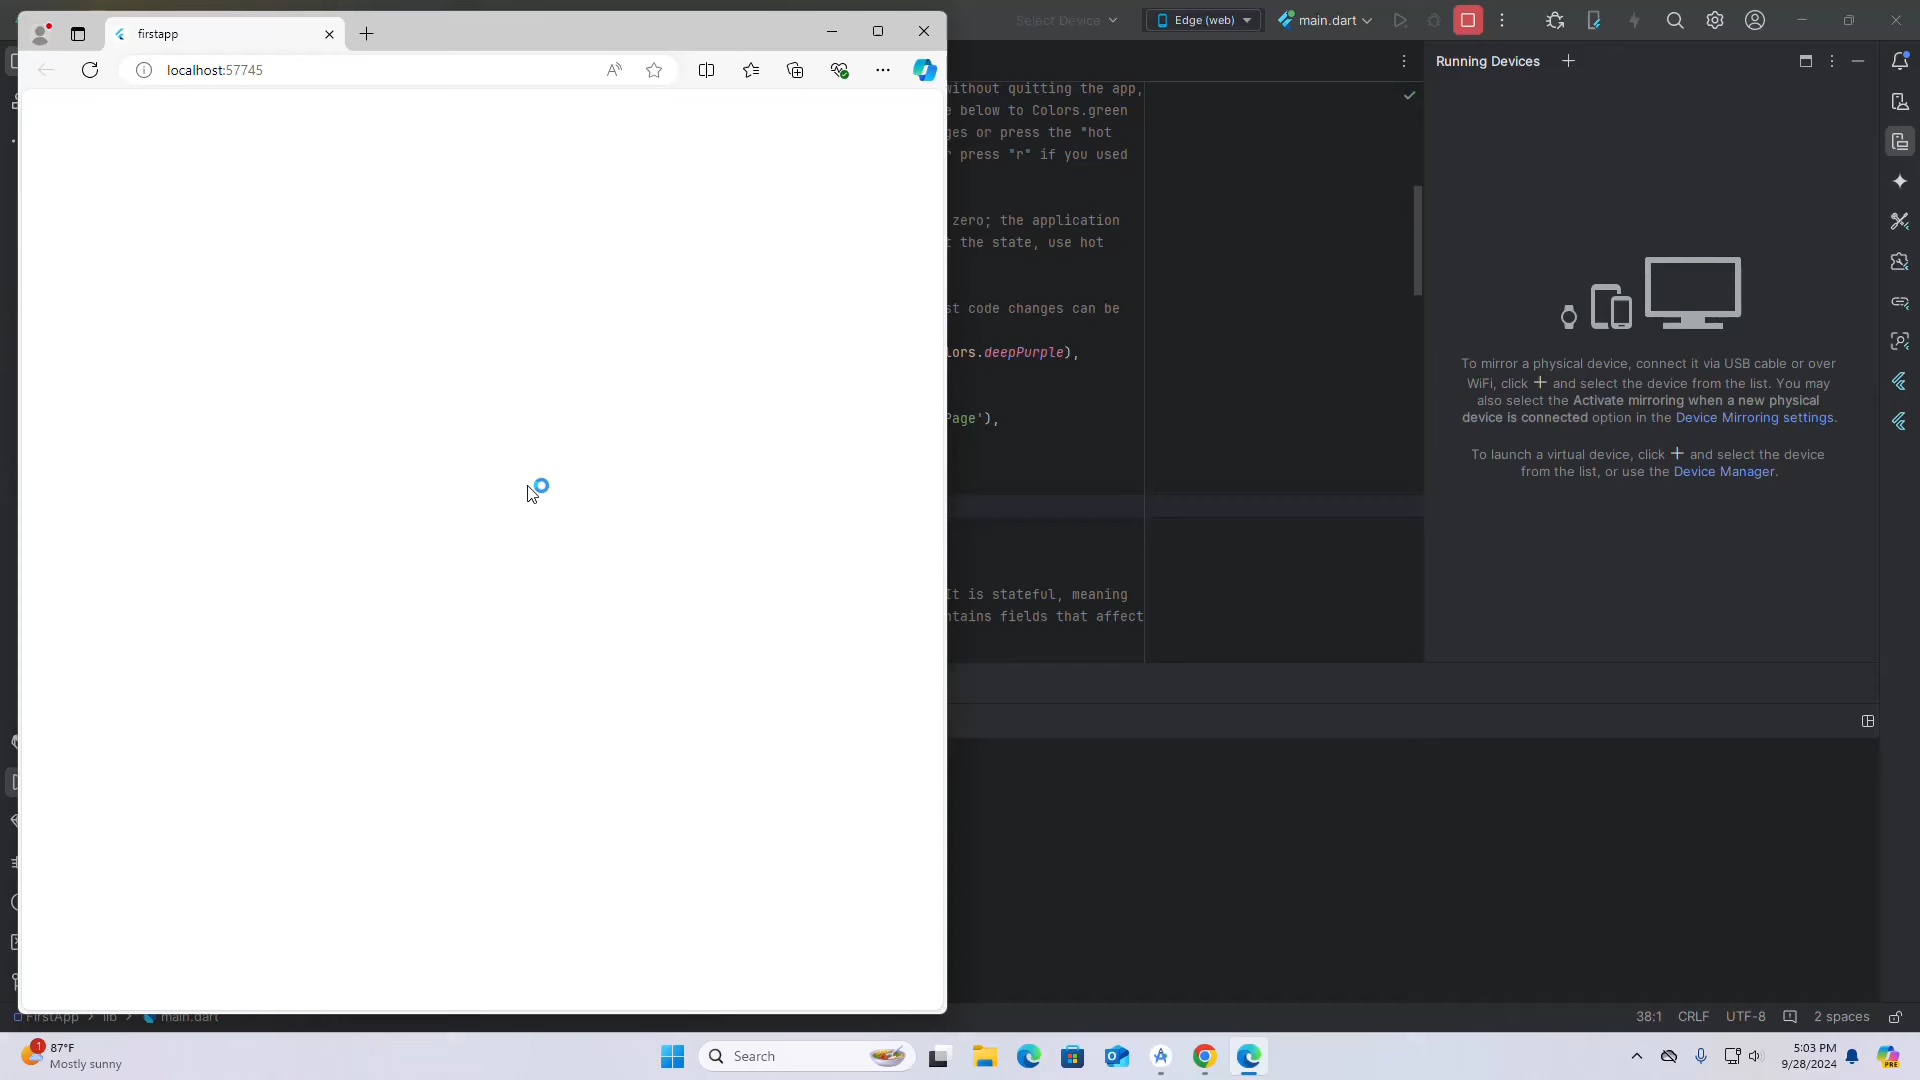 firstapp
localhost:57745
Select Device
Edge (web)
main.dart
Running Devices
without quitting the app,
below to Colors.green
ges or press the "hot
press "r" if you used
zero; the application
the state, use hot
st code changes can be
lors.deepPurple),
Page'),
It is stateful, meaning
ntains fields that affect
To mirror a physical device, connect it via USB cable or over
WiFi, click + and select the device from the list. You may
also select the Activate mirroring when a new physical
device is connected option in the Device Mirroring settings.
To launch a virtual device, click + and select the device
from the list, or use the Device Manager.
FirstApp > lib > main.dart
38:1 CRLF UTF-8 2 spaces
1
87°F
Mostly sunny
Search
5:03 PM
9/28/2024
PRE